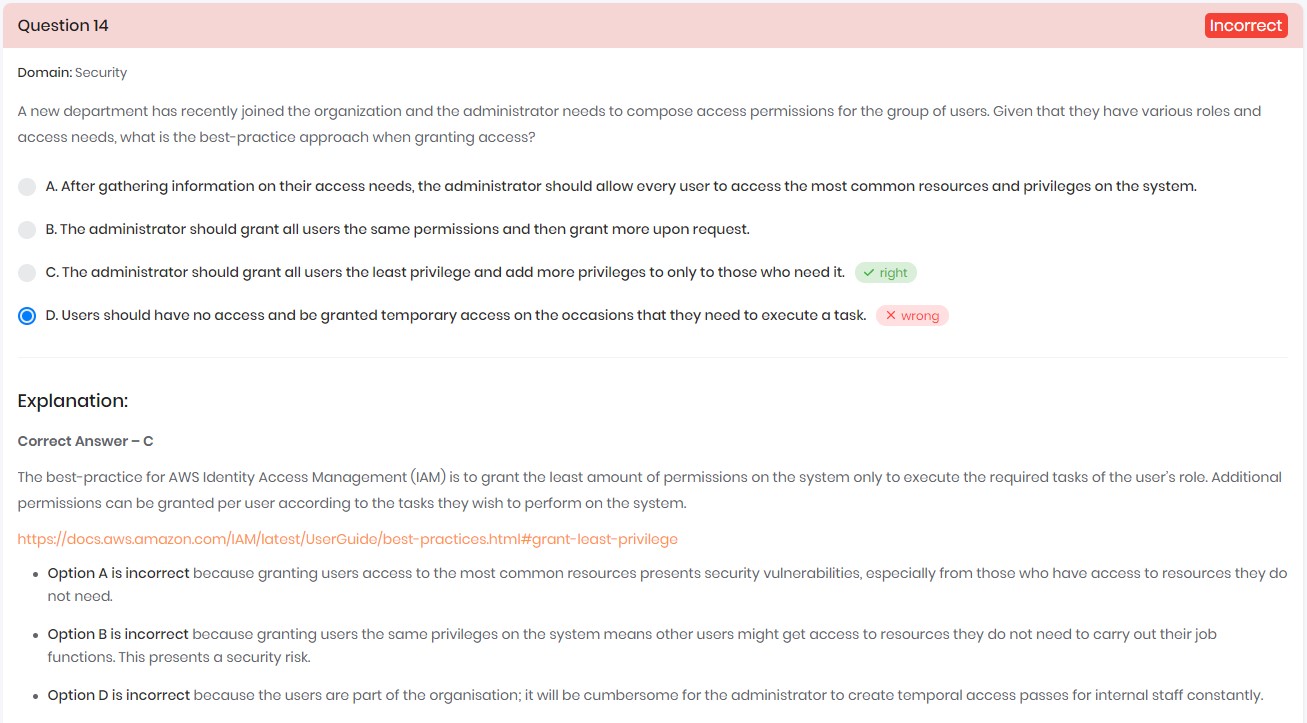 Question 14
Incorrect
Domain: Security
A new department has recently joined the organization and the administrator needs to compose access permissions for the group of users. Given that they have various roles and
access needs, what is the best-practice approach when granting access?
A. After gathering information on their access needs, the administrator should allow every user to access the most common resources and privileges on the system.
B. The administrator should grant all users the same permissions and then grant more upon request.
C. The administrator should grant all users the least privilege and add more privileges to only to those who need it. right
D. Users should have no access and be granted temporary access on the occasions that they need to execute a task. wrong
Explanation:
Correct Answer – C
The best-practice for AWS Identity Access Management (IAM) is to grant the least amount of permissions on the system only to execute the required tasks of the user's role. Additional
permissions can be granted per user according to the tasks they wish to perform on the system.
https://docs.aws.amazon.com/IAM/latest/UserGuide/best-practices.html#grant-least-privilege
Option A is incorrect because granting users access to the most common resources presents security vulnerabilities, especially from those who have access to resources they do
not need.
Option B is incorrect because granting users the same privileges on the system means other users might get access to resources they do not need to carry out their job
functions. This presents a security risk.
Option D is incorrect because the users are part of the organisation; it will be cumbersome for the administrator to create temporal access passes for internal staff constantly.